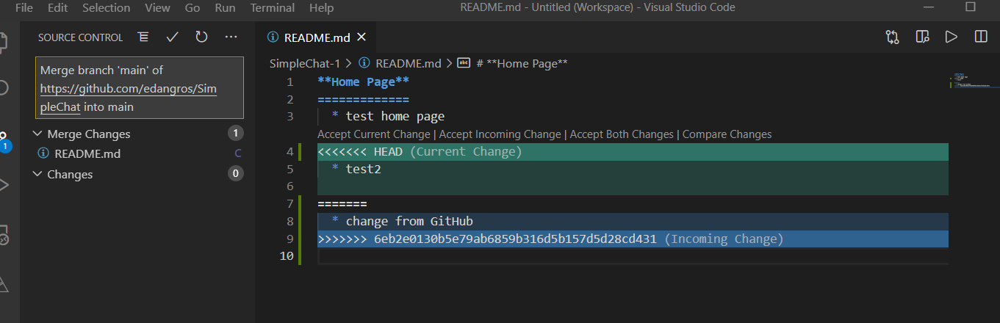 File Edit Selection View Go Run Terminal Help README.md - Untitled (Workspace) - Visual Studio Code
SOURCE CONTROL
README.md
Merge branch 'main' of
https://github.com/edangros/Sim
pleChat into main
Merge Changes 1
README.md C
Changes 0
1
SimpleChat-1 > README.md > abc # **Home Page**
1 **Home Page**
2 =============
3 * test home page
Accept Current Change | Accept Incoming Change | Accept Both Changes | Compare Changes
4 <<<<<<< HEAD (Current Change)
5 * test2
6
7 =======
8 * change from GitHub
9 >>>>>>> 6eb2e0130b5e79ab6859b316d5b157d5d28cd431 (Incoming Change)
10